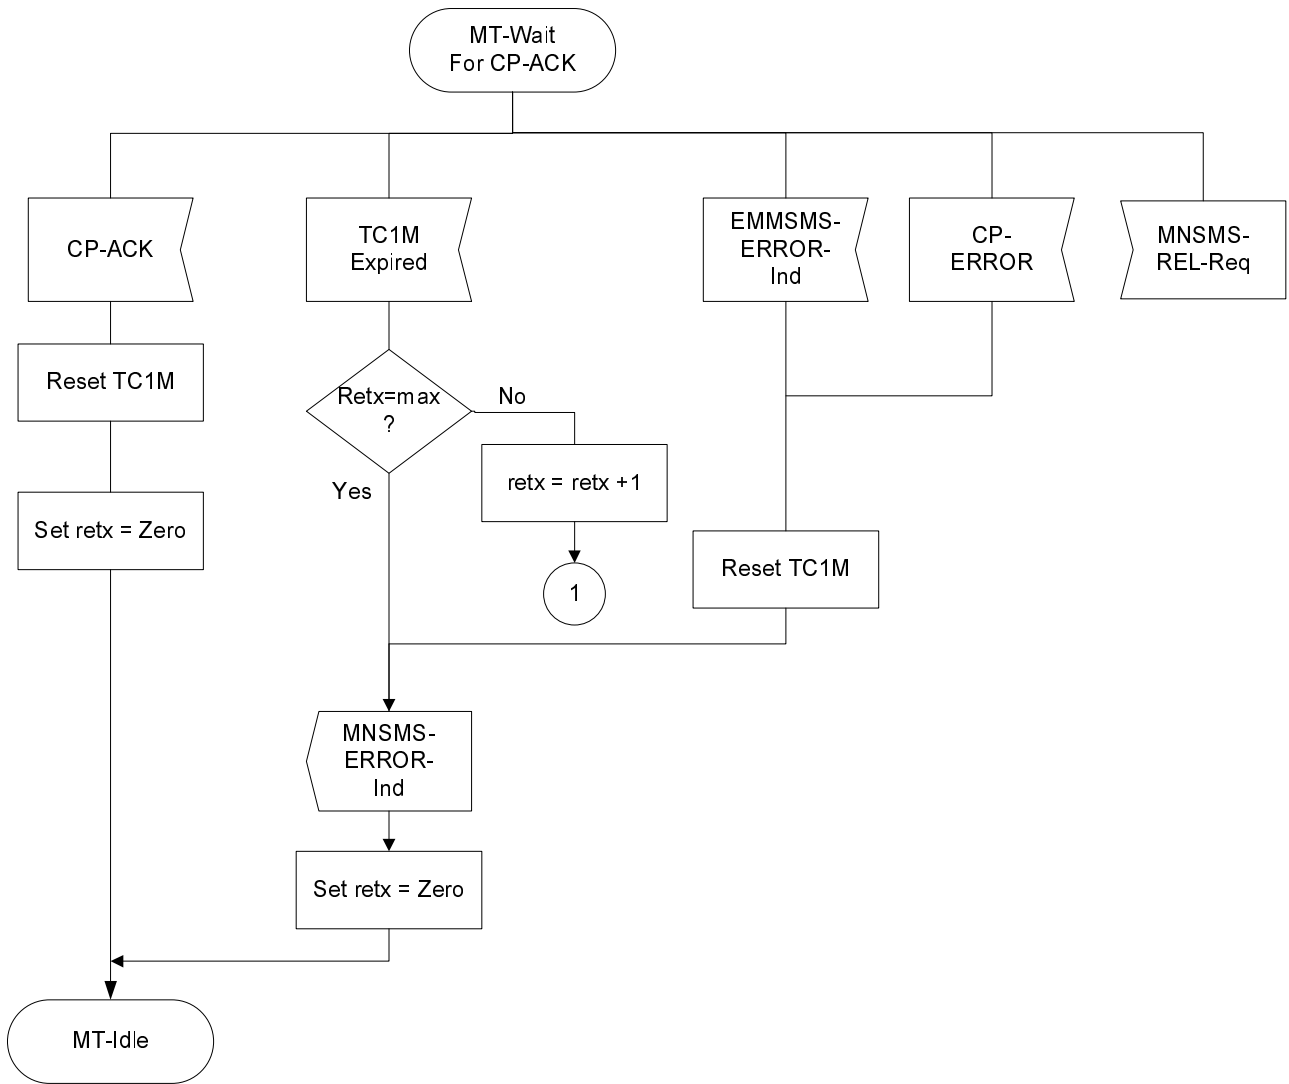 MT-Wait
For CP-ACK
CP-ACK
TC1M
Expired
EMMSMS-
ERROR-
Ind
CP-
ERROR
MNSMS-
REL-Req
Reset TC1M
Retx=max
?
No
Yes
retx = retx +1
Set retx = Zero
Reset TC1M
1
MNSMS-
ERROR-
Ind
Set retx = Zero
MT-Idle